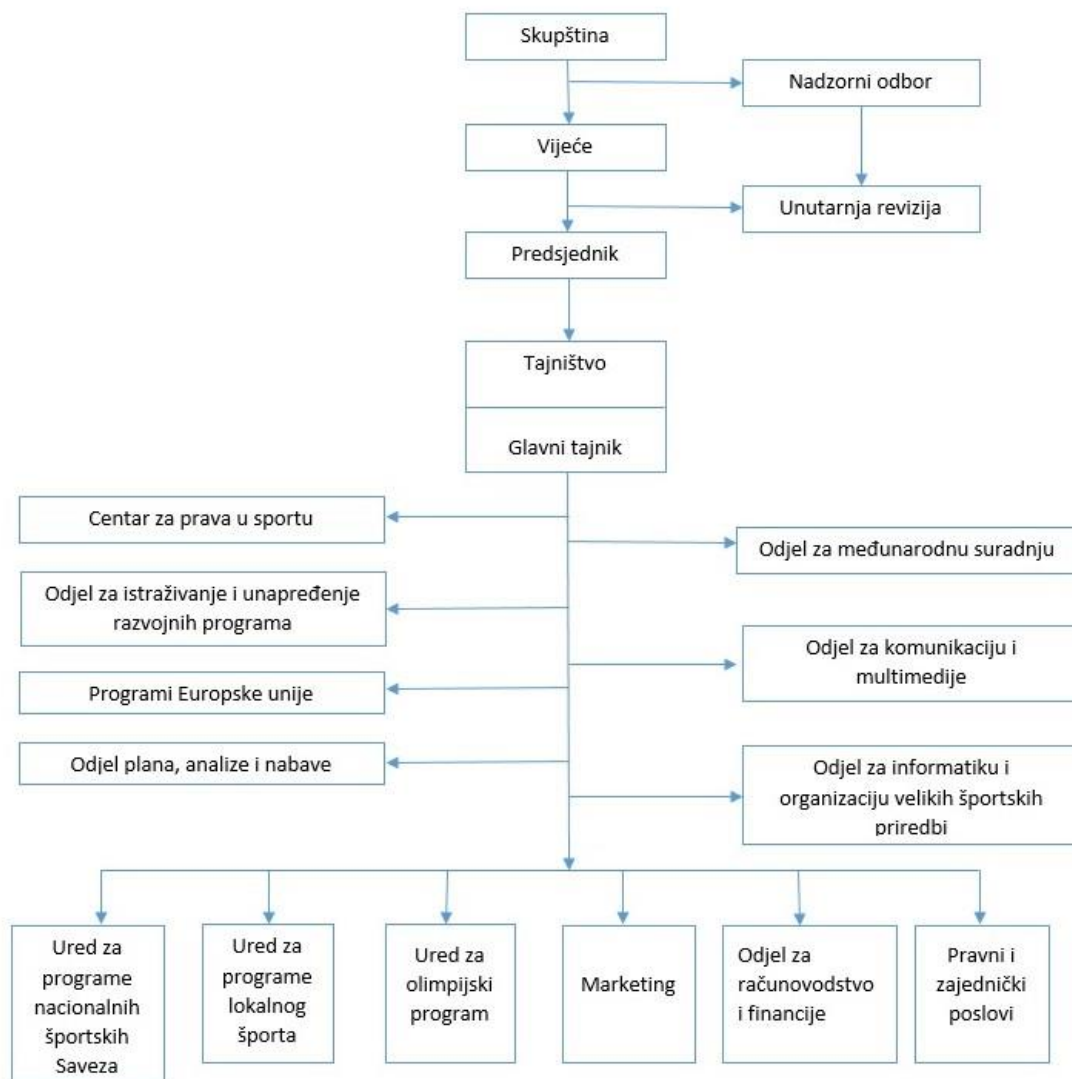 Skupština
Nadzorni odbor
Vijeće
Unutarnja revizija
Predsjednik
Tajništvo
Glavni tajnik
Centar za prava u sportu
Odjel za međunarodnu suradnju
Odjel za istraživanje i unapređenje
razvojnih programa
Odjel za komunikaciju i
multimedije
Programi Europske unije
Odjel plana, analize i nabave
Odjel za informatiku i
organizaciju velikih športskih
priredbi
Ured za
programe
nacionalnih
športskih
Saveza
Ured za
programe
lokalnog
športa
Ured za
olimpijski
program
Marketing
Odjel za
računovodstvo
i financije
Pravni i
zajednički
poslovi